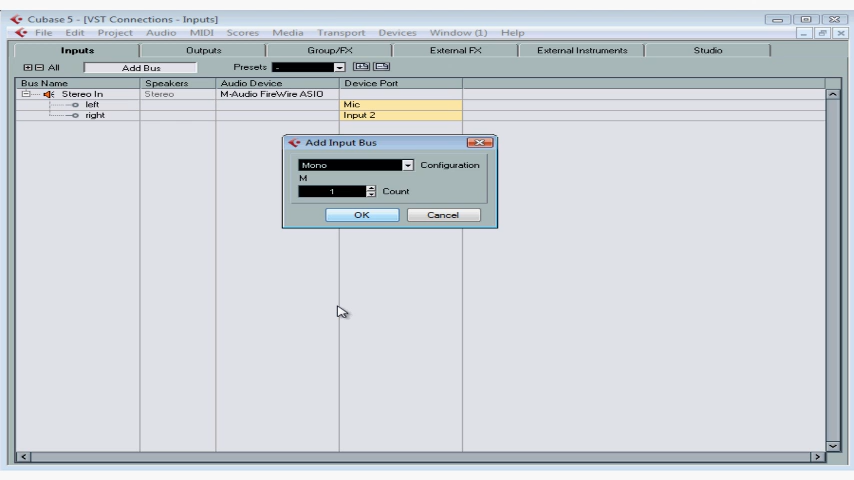 Cubase 5 - [VST Connections - Inputs]
File Edit Project Audio MIDI Scores Media Transport Devices Window (1) Help
Inputs Outputs Group/FX External FX External Instruments Studio
All Add Bus Presets -
Bus Name Speakers Audio Device Device Port
Stereo In Stereo M-Audio FireWire ASIO
left Mic
right Input 2
Add Input Bus
Mono Configuration
M
1 Count
OK Cancel